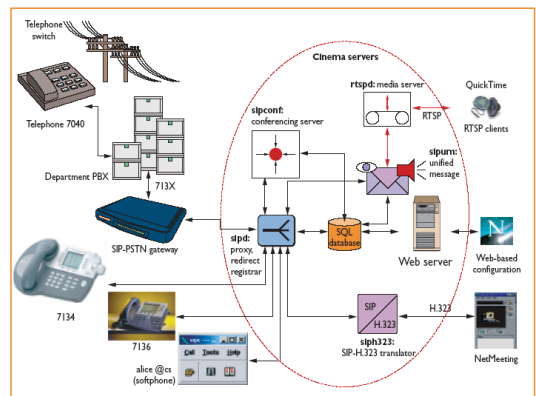 Telephone
switch
Telephone 7040
Department PBX
713X
SIP-PSTN gateway
7134
7136
Call Tools Help
alice @cs
(softphone)
Cinema servers
sipconf:
conferencing server
rtspd: media server
RTSP
QuickTime
RTSP clients
sipum:
unified
message
sipd:
proxy,
redirect
registrar
SQL
database
Web server
N
Web-based
configuration
SIP
H.323
siph323:
SIP-H.323 translator
H.323
NetMeeting